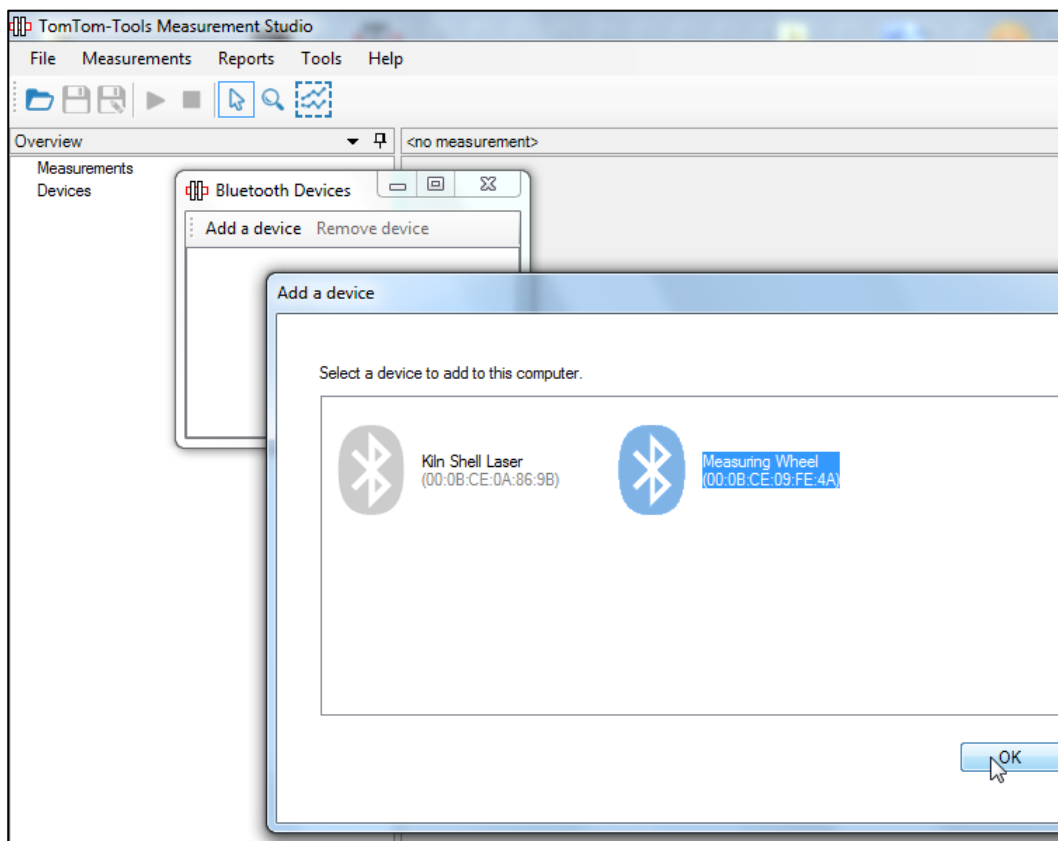 TomTom-Tools Measurement Studio
File Measurements Reports Tools Help
Overview
<no measurement>
Measurements
Devices
Bluetooth Devices
Add a device Remove device
Add a device
Select a device to add to this computer.
Kiln Shell Laser
(00:0B:CE:0A:86:9B)
Measuring Wheel
(00:0B:CE:09:FE:4A)
OK